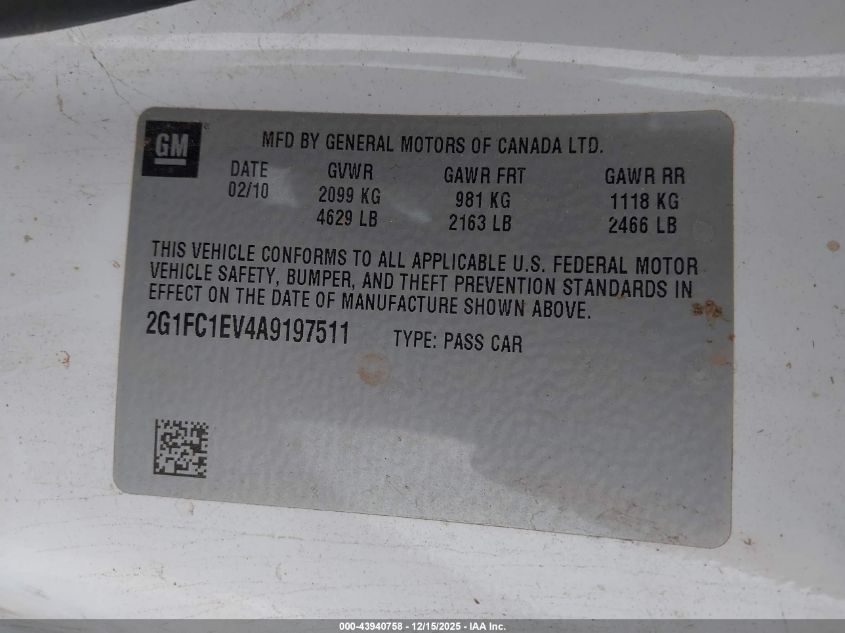 GM
MFD BY GENERAL MOTORS OF CANADA LTD.
DATE GVWR GAWR FRT GAWR RR
02/10 2099 KG 981 KG 1118 KG
4629 LB 2163 LB 2466 LB
THIS VEHICLE CONFORMS TO ALL APPLICABLE U.S. FEDERAL MOTOR
VEHICLE SAFETY, BUMPER, AND THEFT PREVENTION STANDARDS IN
EFFECT ON THE DATE OF MANUFACTURE SHOWN ABOVE.
2G1FC1EV4A9197511 TYPE: PASS CAR
000-43940758 - 12/15/2025 - IAA Inc.